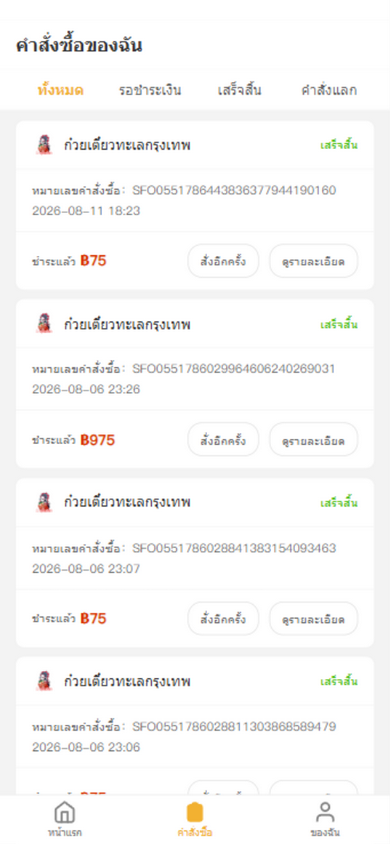 คำสั่งซื้อของฉัน
ทั้งหมด รอชำระเงิน เสร็จสิ้น คำสั่งแลก
ก๋วยเตี๋ยวทะเลกรุงเทพ เสร็จสิ้น
หมายเลขคำสั่งซื้อ: SFO0551786443836377944190160
2026-08-11 18:23
ชำระแล้ว ฿75 สั่งอีกครั้ง ดูรายละเอียด
ก๋วยเตี๋ยวทะเลกรุงเทพ เสร็จสิ้น
หมายเลขคำสั่งซื้อ: SFO0551786029964606240269031
2026-08-06 23:26
ชำระแล้ว ฿975 สั่งอีกครั้ง ดูรายละเอียด
ก๋วยเตี๋ยวทะเลกรุงเทพ เสร็จสิ้น
หมายเลขคำสั่งซื้อ: SFO0551786028841383154093463
2026-08-06 23:07
ชำระแล้ว ฿75 สั่งอีกครั้ง ดูรายละเอียด
ก๋วยเตี๋ยวทะเลกรุงเทพ เสร็จสิ้น
หมายเลขคำสั่งซื้อ: SFO0551786028811303868589479
2026-08-06 23:06
หน้าแรก คำสั่งซื้อ ของฉัน